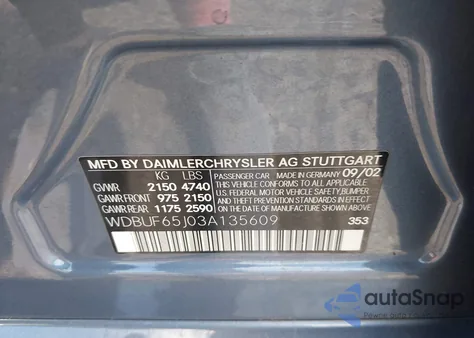 MFD BY DAIMLERCHRYSLER AG STUTTGART
KG LBS PASSENGER CAR MADE IN GERMANY 09/02
GVWR 2150 4740 THIS VEHICLE CONFORMS TO ALL APPLICABLE
GAWR FRONT 975 2150 U.S. FEDERAL MOTOR VEHICLE SAFETY, BUMPER
GAWR REAR 1175 2590 AND THEFT PREVENTION STANDARDS IN EFFECT ON
THE DATE OF MANUFACTURE SHOWN ABOVE
WDBUF65J03A135609 353
autoSnap